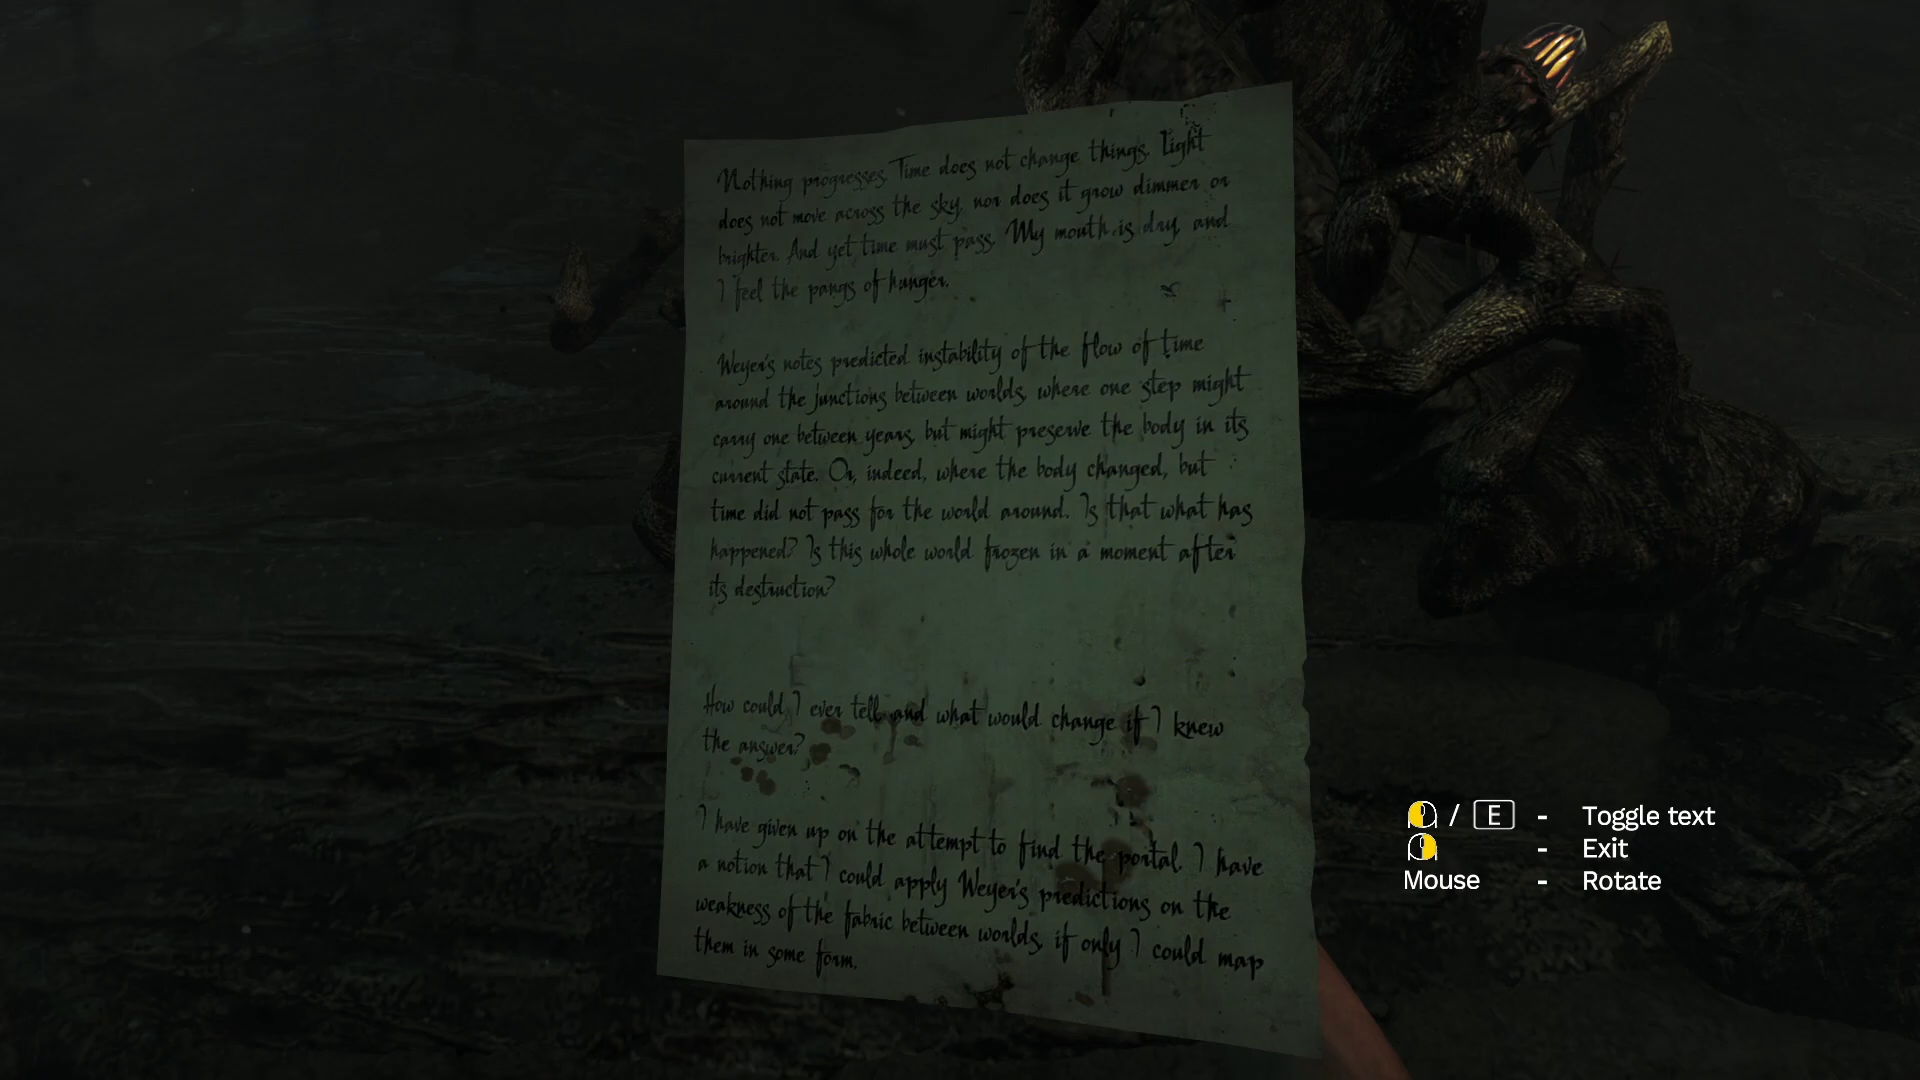 Nothing progresses. Time does not change things. Light
does not move across the sky, nor does it grow dimmer or
brighter. And yet time must pass. My mouth is dry, and
I feel the pangs of hunger.
Weyer's notes predicted instability of the flow of time
around the junctions between worlds, where one step might
carry one between years, but might preserve the body in its
current state. Or, indeed, where the body changed, but
time did not pass for the world around. Is that what has
happened? Is this whole world frozen in a moment after
its destruction?
How could I ever tell, and what would change if I knew
the answer?
I have given up on the attempt to find the portal. I have
a notion that I could apply Weyer's predictions on the
weakness of the fabric between worlds, if only I could map
them in some form.
/ E - Toggle text
- Exit
Mouse - Rotate